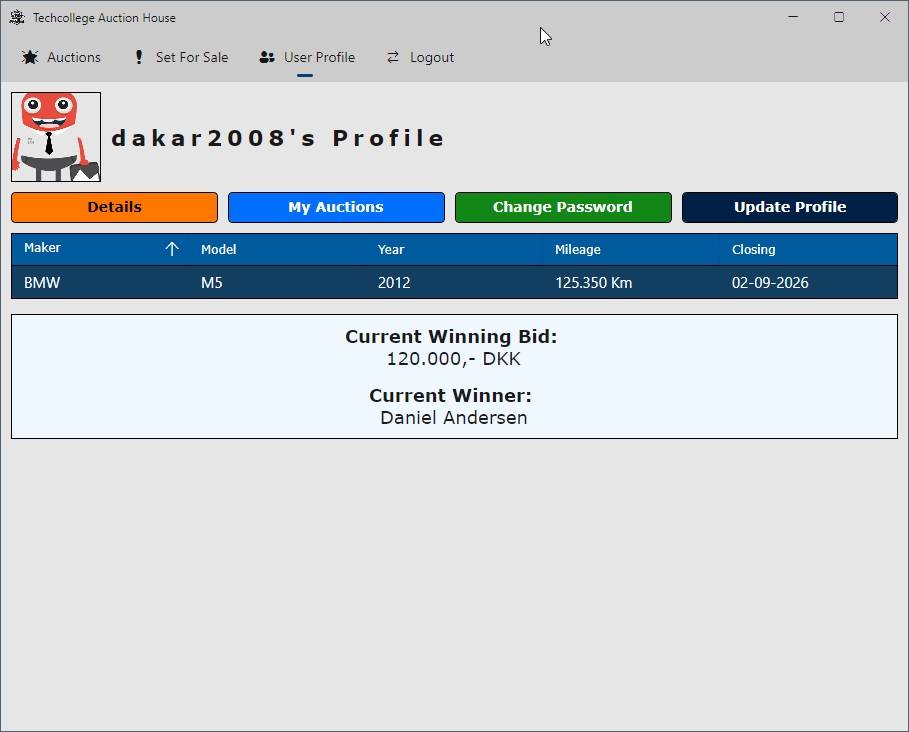 Techcollege Auction House
Auctions Set For Sale User Profile Logout
dakar2008's Profile
Details My Auctions Change Password Update Profile
Maker Model Year Mileage Closing
BMW M5 2012 125.350 Km 02-09-2026
Current Winning Bid:
120.000,- DKK
Current Winner:
Daniel Andersen